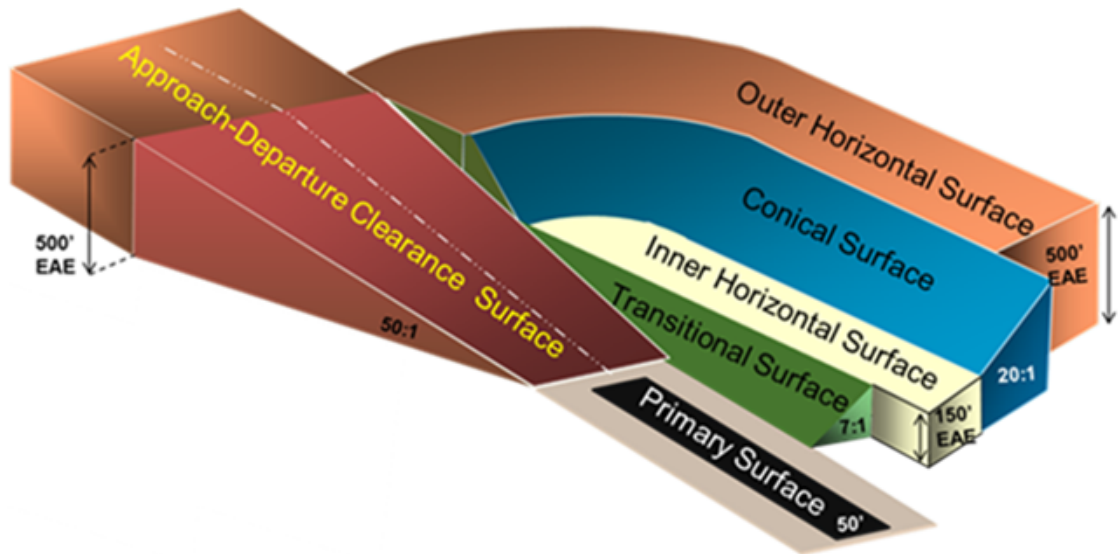 Approach-Departure Clearance Surface
Outer Horizontal Surface
Conical Surface
Inner Horizontal Surface
Transitional Surface
Primary Surface
50'
500'
EAE
50:1
500'
EAE
20:1
150'
EAE
7:1